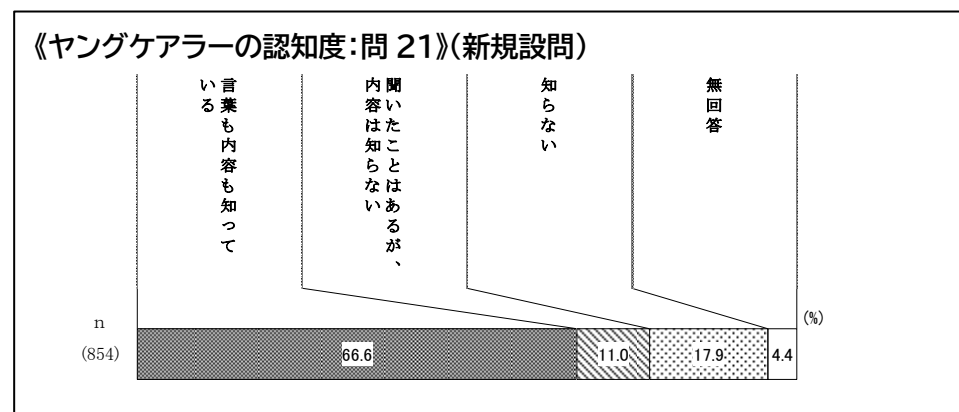 《ヤングケアラーの認知度：問 21》（新規設問）
言葉も内容も知って
いる
聞いたことはあるが、
内容は知らない
知らない
無回答
(%)
n
(854)
66.6
11.0
17.9
4.4